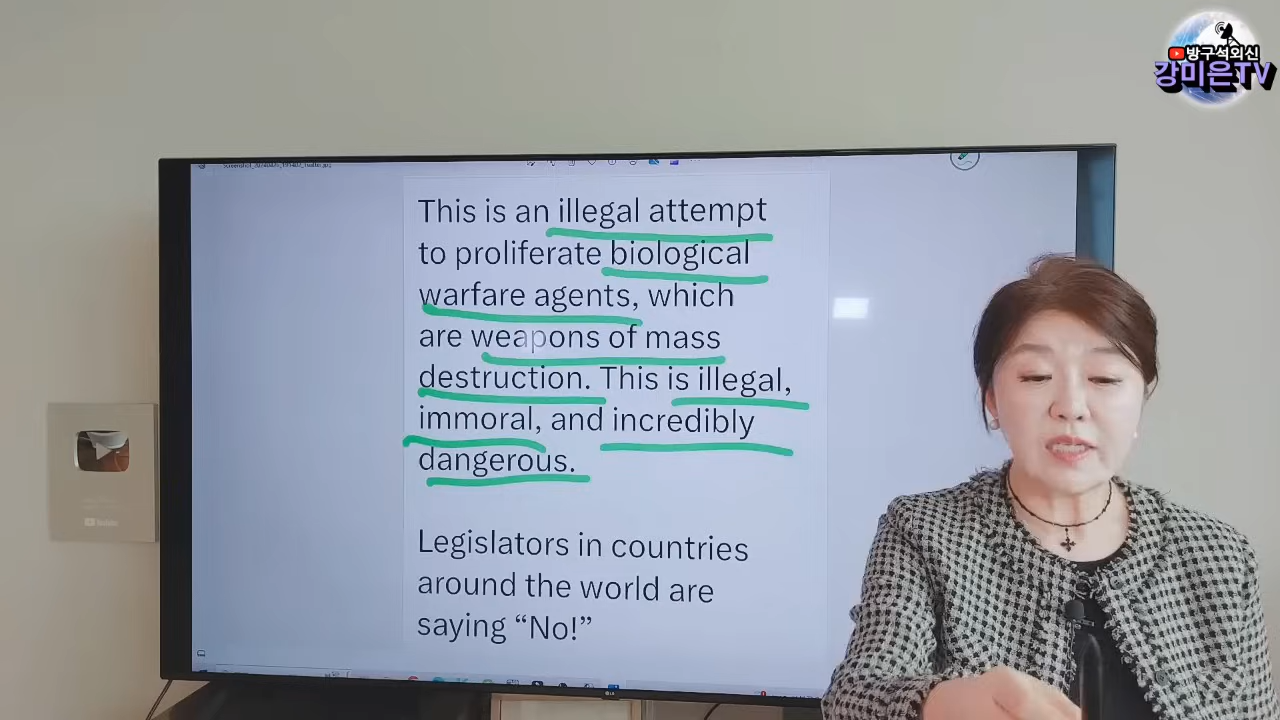 방구석외신
강미은TV
This is an illegal attempt
to proliferate biological
warfare agents, which
are weapons of mass
destruction. This is illegal,
immoral, and incredibly
dangerous.
Legislators in countries
around the world are
saying “No!”
YouTube
LG